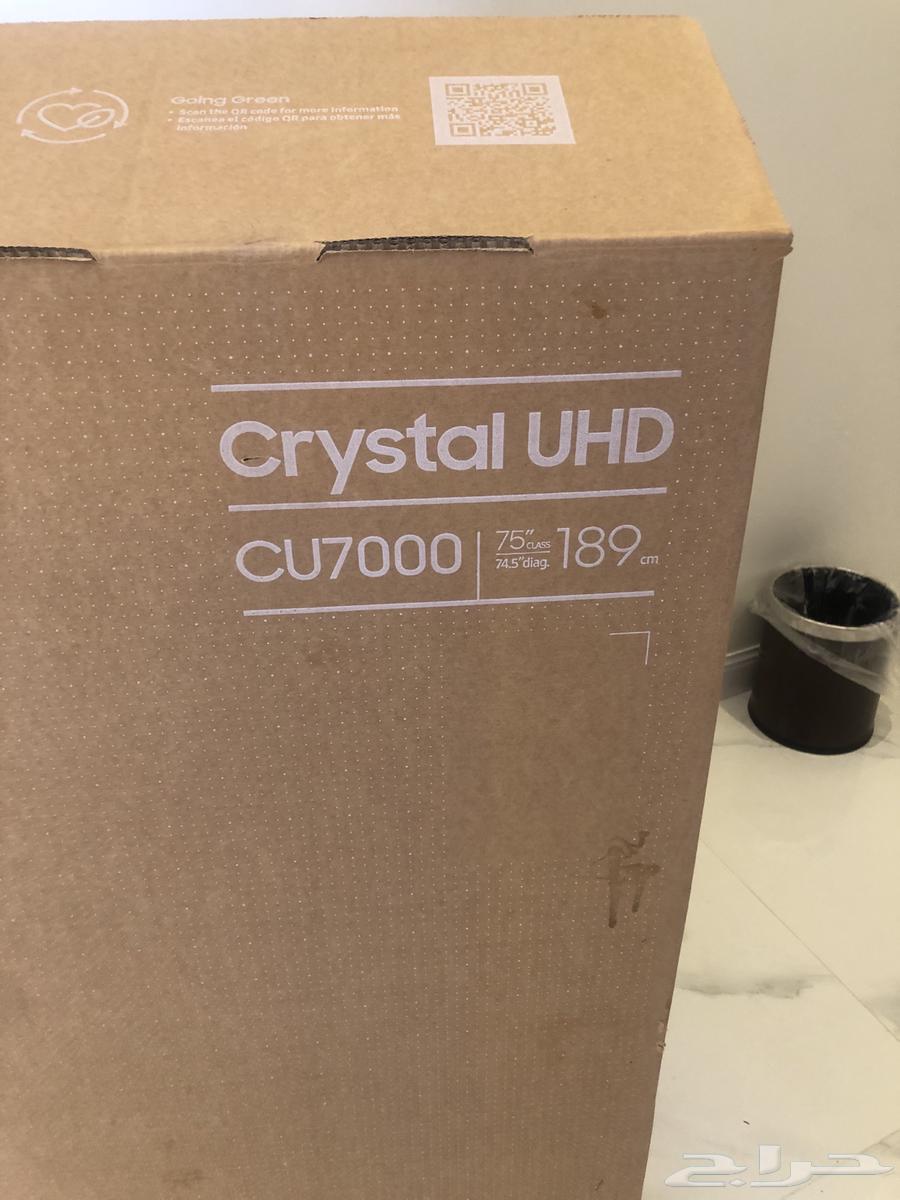 Going Green
• Scan the QR code for more information
• Escanea el código QR para obtener más
información
Crystal UHD
CU7000
75" CLASS
74.5"diag.
189 cm
حراج